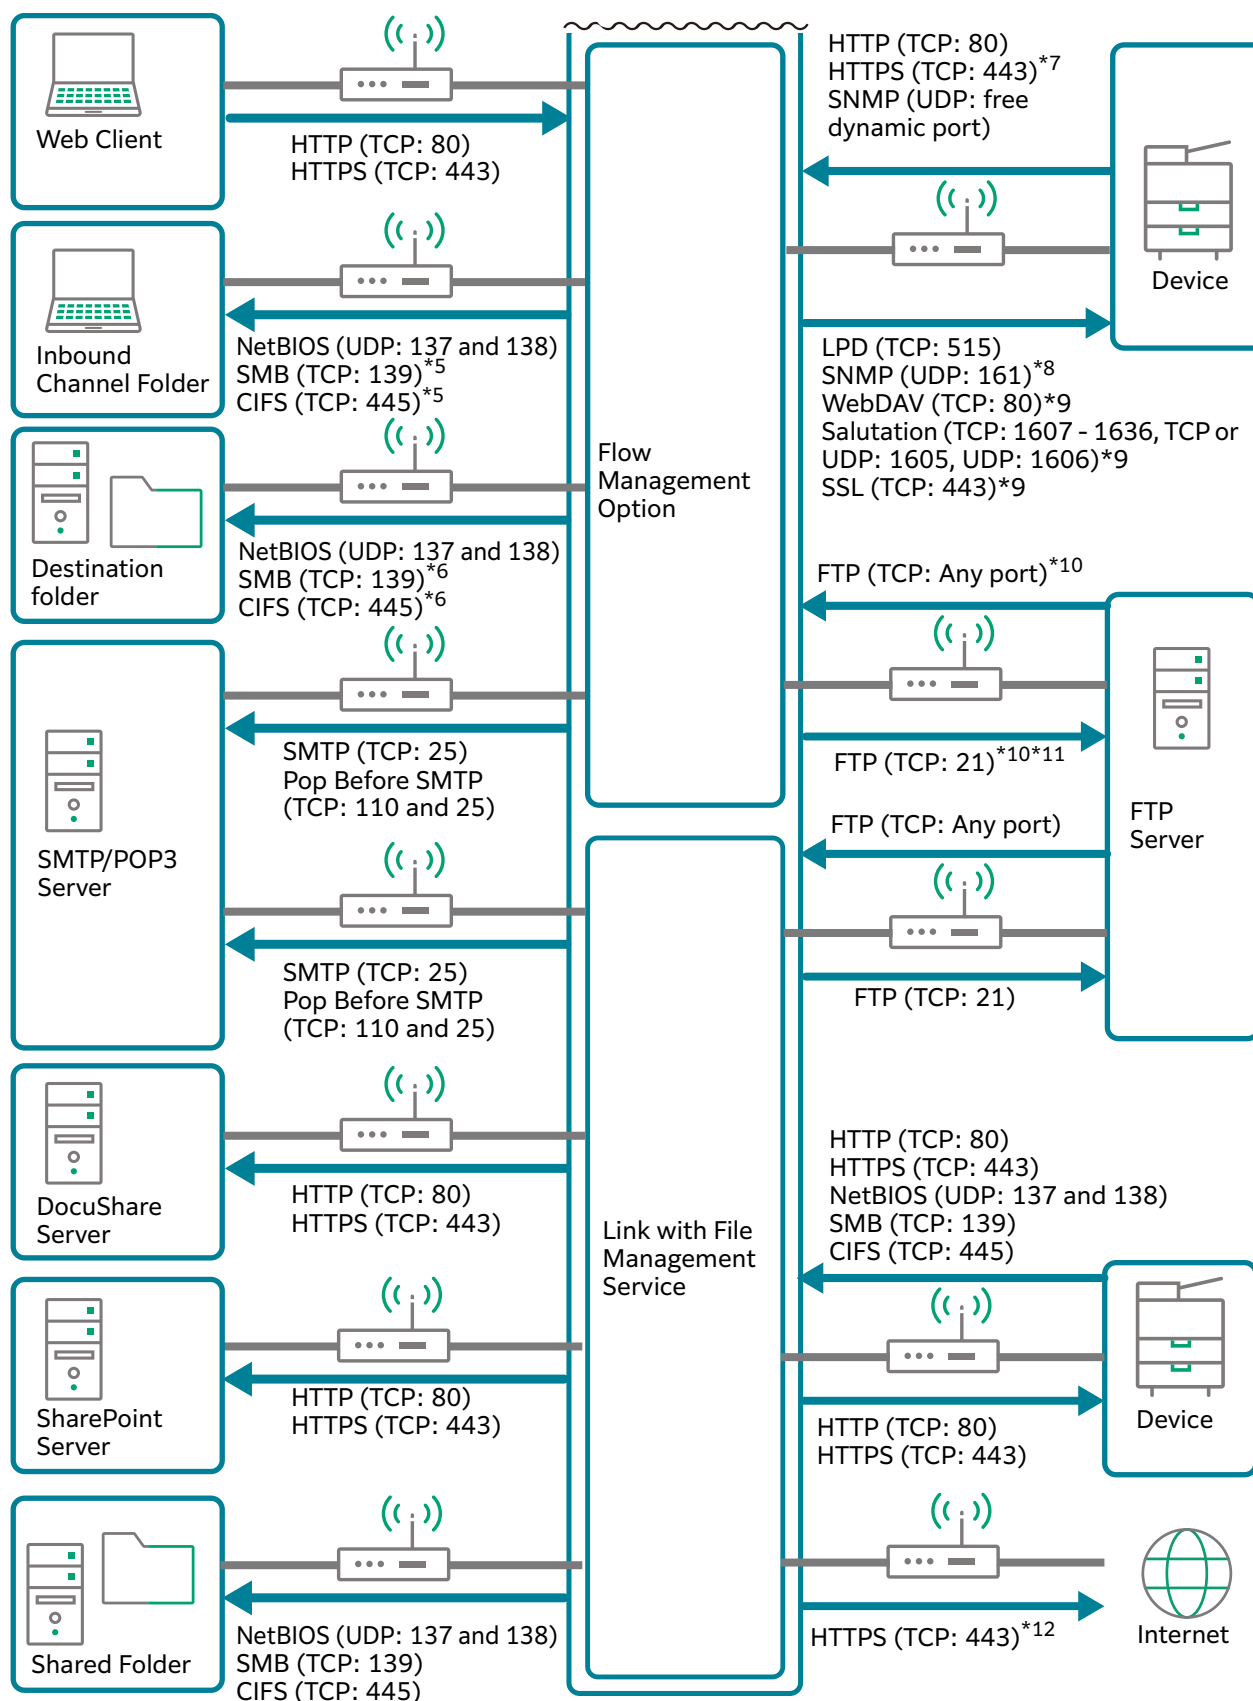 Web Client
HTTP (TCP: 80)
HTTPS (TCP: 443)
Inbound
Channel Folder
NetBIOS (UDP: 137 and 138)
SMB (TCP: 139)*5
CIFS (TCP: 445)*5
Destination
folder
NetBIOS (UDP: 137 and 138)
SMB (TCP: 139)*6
CIFS (TCP: 445)*6
SMTP/POP3
Server
SMTP (TCP: 25)
Pop Before SMTP
(TCP: 110 and 25)
SMTP (TCP: 25)
Pop Before SMTP
(TCP: 110 and 25)
DocuShare
Server
HTTP (TCP: 80)
HTTPS (TCP: 443)
SharePoint
Server
HTTP (TCP: 80)
HTTPS (TCP: 443)
Shared Folder
NetBIOS (UDP: 137 and 138)
SMB (TCP: 139)
CIFS (TCP: 445)
Flow
Management
Option
Link with File
Management
Service
HTTP (TCP: 80)
HTTPS (TCP: 443)*7
SNMP (UDP: free
dynamic port)
Device
LPD (TCP: 515)
SNMP (UDP: 161)*8
WebDAV (TCP: 80)*9
Salutation (TCP: 1607 - 1636, TCP or
UDP: 1605, UDP: 1606)*9
SSL (TCP: 443)*9
FTP (TCP: Any port)*10
FTP (TCP: 21)*10*11
FTP
Server
FTP (TCP: Any port)
FTP (TCP: 21)
HTTP (TCP: 80)
HTTPS (TCP: 443)
NetBIOS (UDP: 137 and 138)
SMB (TCP: 139)
CIFS (TCP: 445)
Device
HTTP (TCP: 80)
HTTPS (TCP: 443)
Internet
HTTPS (TCP: 443)*12